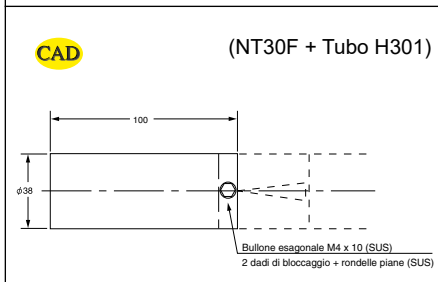 CAD
(NT30F + Tubo H301)
100
φ38
Bullone esagonale M4 x 10 (SUS)
2 dadi di bloccaggio + rondelle piane (SUS)